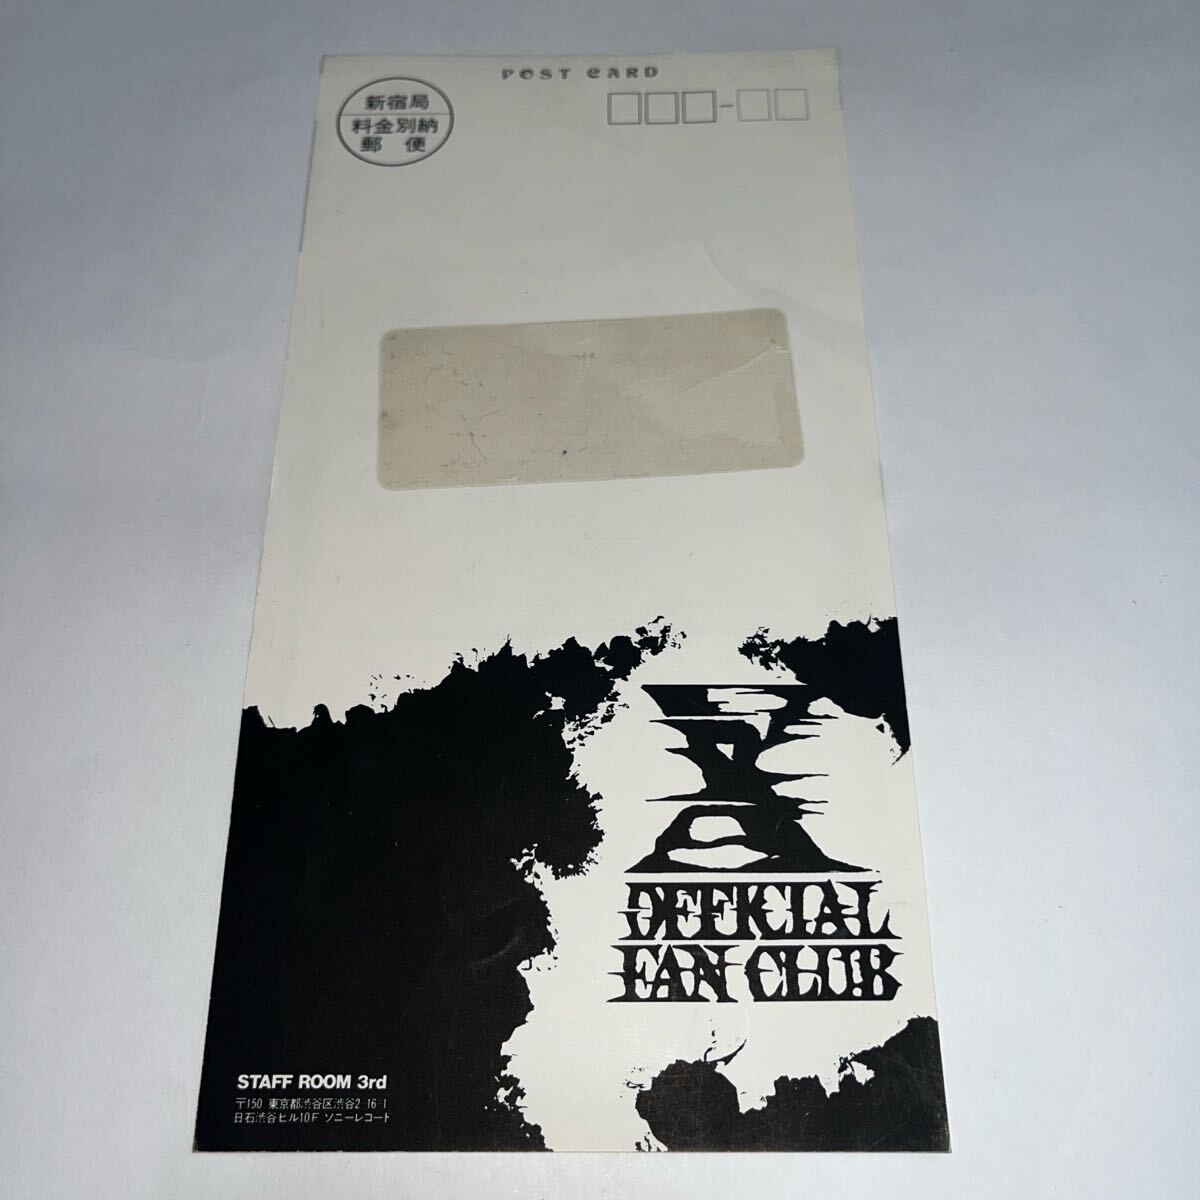 POST CARD
新宿局
料金別納
郵便
OFFICIAL
FAN CLUB
STAFF ROOM 3rd
〒150 東京都渋谷区渋谷2-16-1
日石渋谷ビル10F ソニーレコード